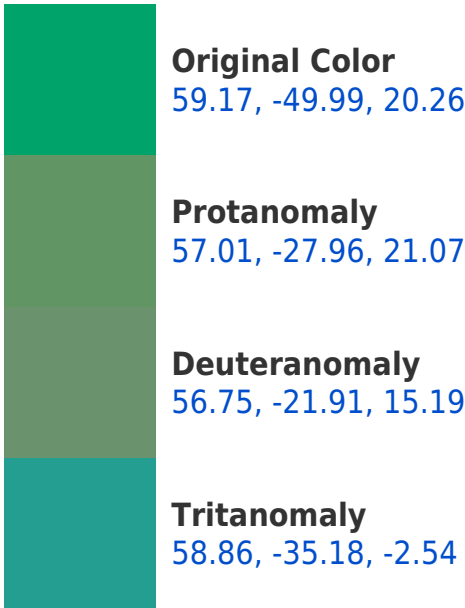 Original Color
59.17, -49.99, 20.26
Protanomaly
57.01, -27.96, 21.07
Deuteranomaly
56.75, -21.91, 15.19
Tritanomaly
58.86, -35.18, -2.54